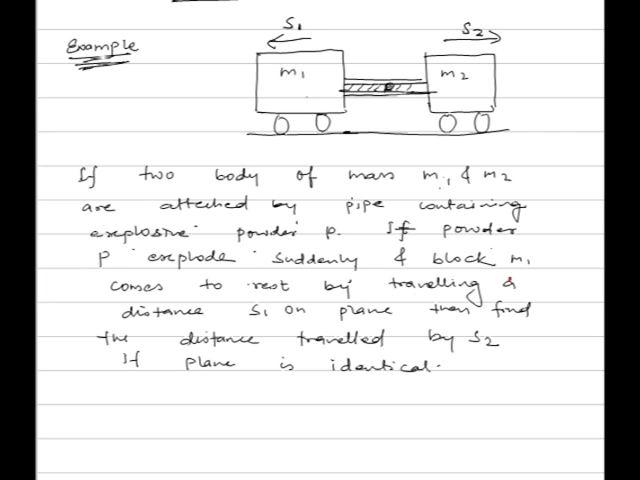 Example
S1
S2
m1
m2
If two body of mass m1 & m2
are attached by pipe containing
explosive powder p. If powder
P explode suddenly & block m1
comes to rest by travelling a
distance S1 on plane then find
the distance travelled by S2
If plane is identical.